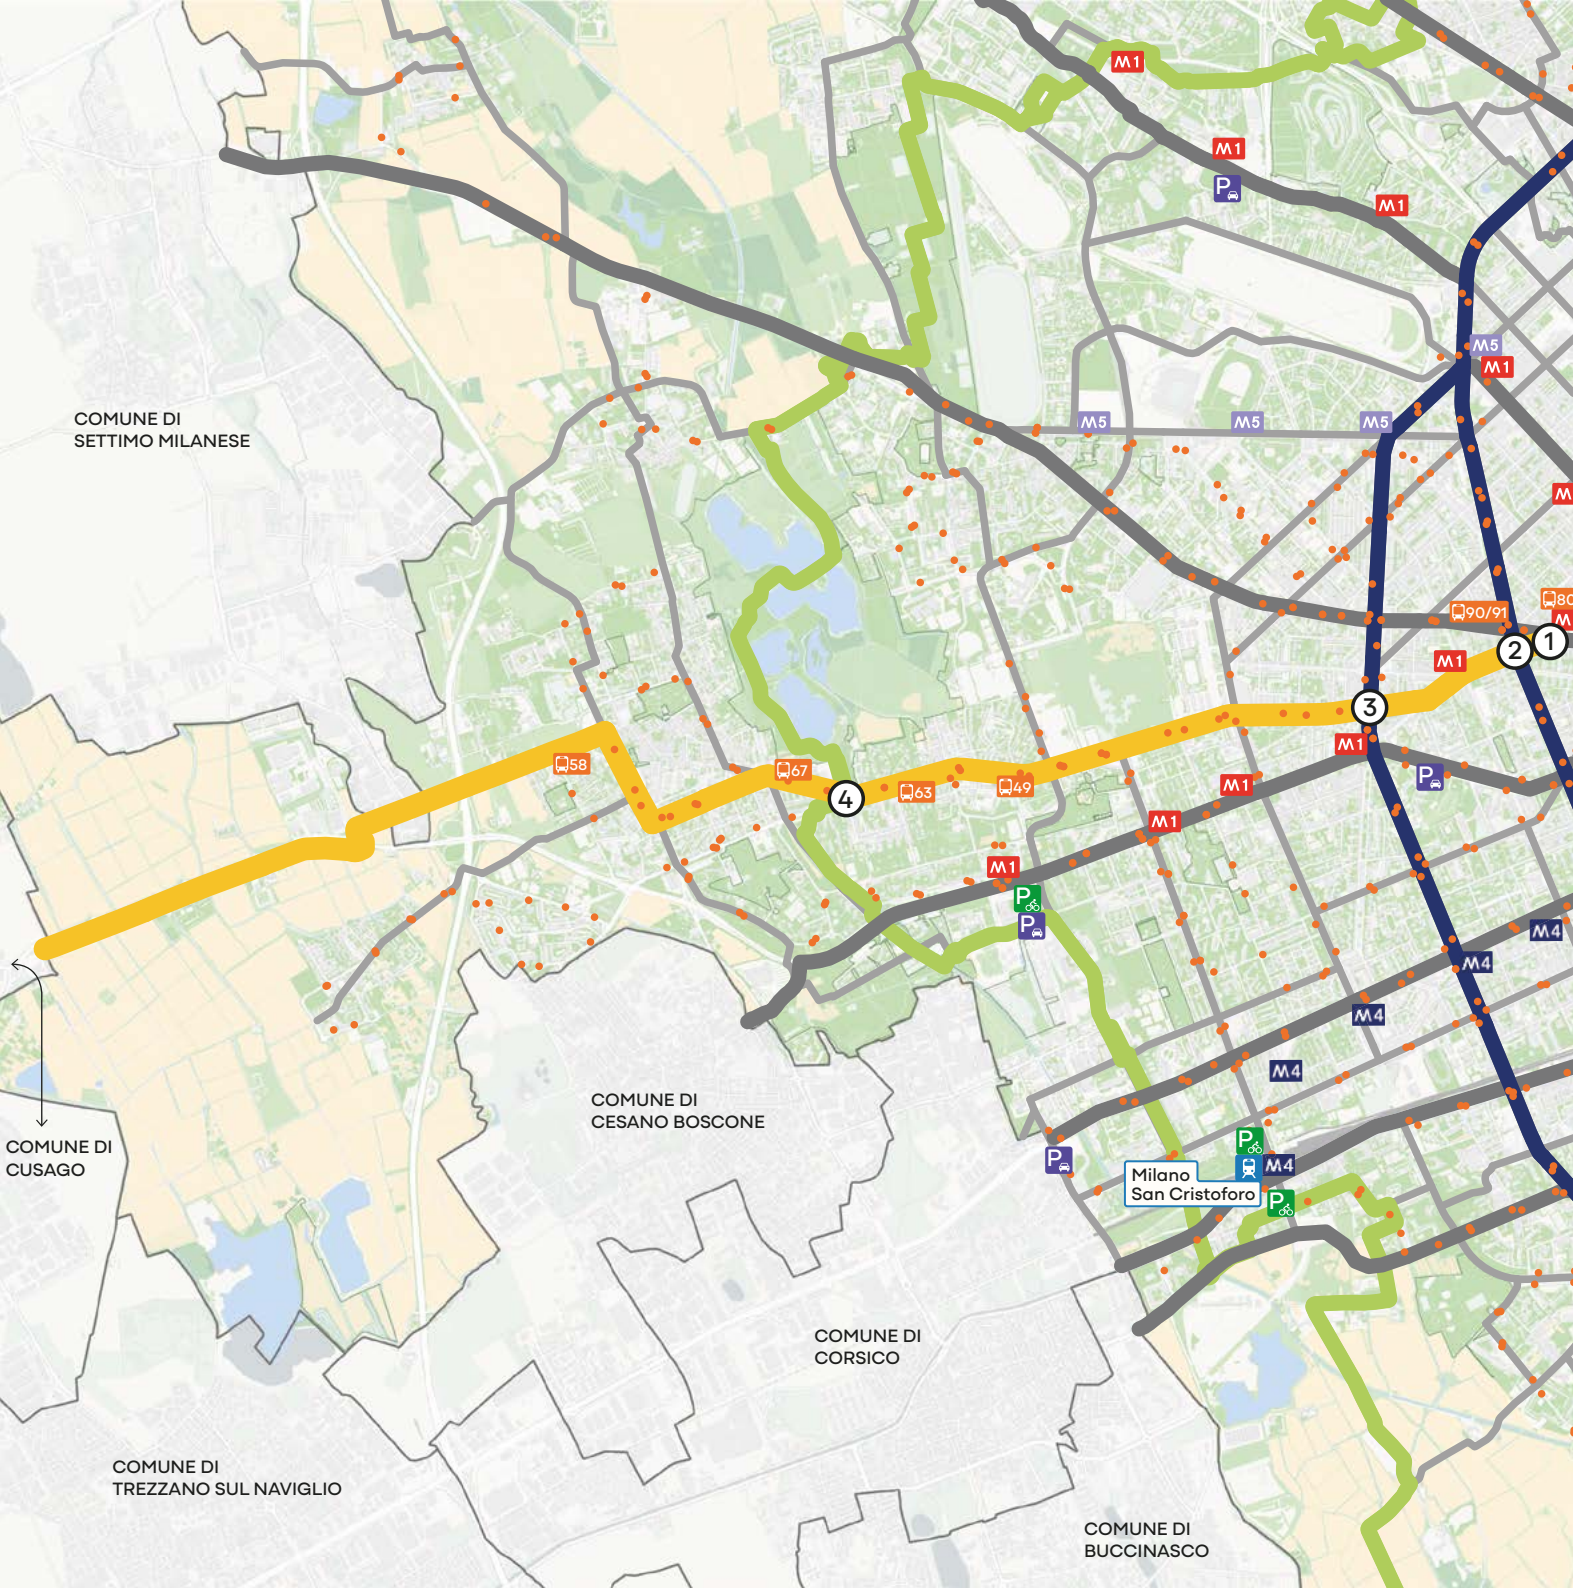 M1
M1
P
M1
M5
M1
COMUNE DI
SETTIMO MILANESE
M5
M5
M5
M
80
90/91
M
1
2
M1
3
58
67
M1
P
4
63
49
M1
M1
M1
P
P
M4
M4
M4
M4
COMUNE DI
CESANO BOSCONE
COMUNE DI
CUSAGO
P
P
M4
Milano
San Cristoforo
P
COMUNE DI
CORSICO
COMUNE DI
TREZZANO SUL NAVIGLIO
COMUNE DI
BUCCINASCO